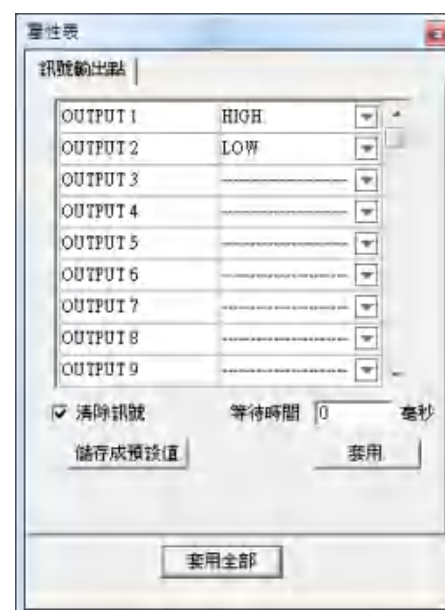 屬性表
訊號輸出點
OUTPUT 1 HIGH
OUTPUT 2 LOW
OUTPUT 3 ----------------
OUTPUT 4 ----------------
OUTPUT 5 ----------------
OUTPUT 6 ----------------
OUTPUT 7 ----------------
OUTPUT 8 ----------------
OUTPUT 9 ----------------
清除訊號 等待時間 0 毫秒
儲存成預設值 套用
套用全部